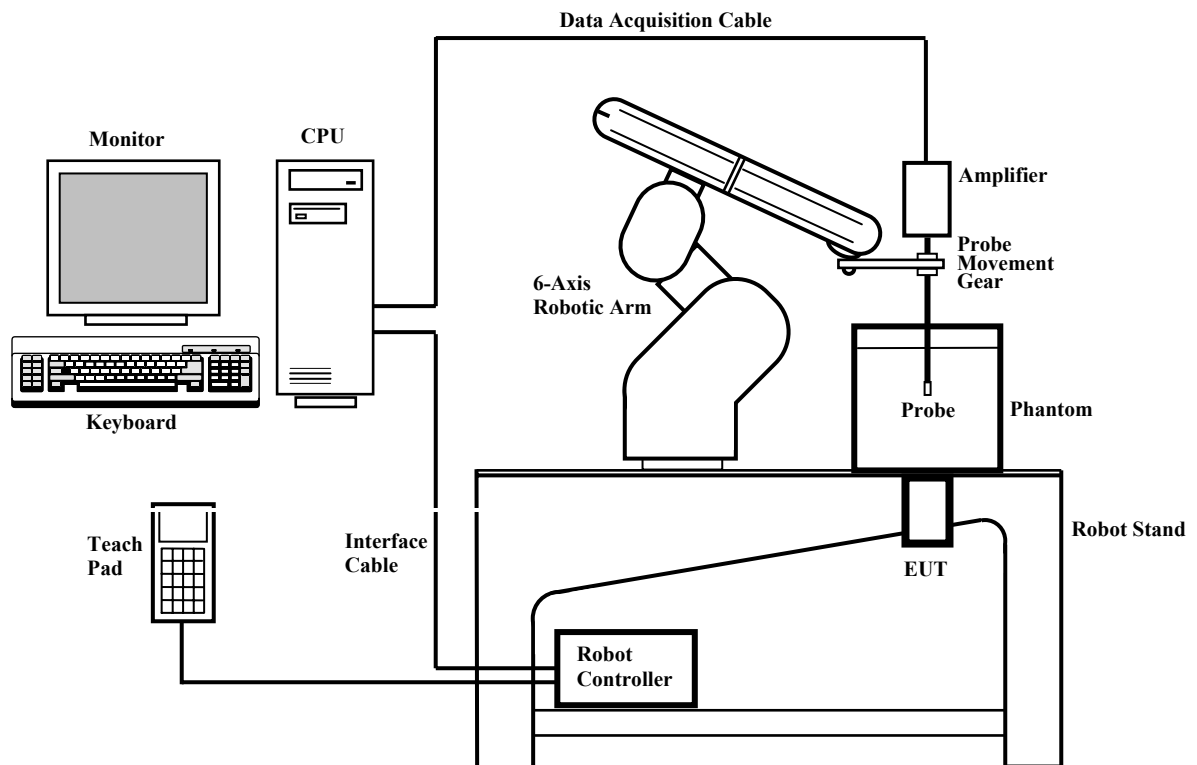 Data Acquisition Cable
Monitor
CPU
Amplifier
Probe
Movement
Gear
6-Axis
Robotic Arm
Keyboard
Probe
Phantom
Teach
Pad
Interface
Cable
EUT
Robot Stand
Robot
Controller